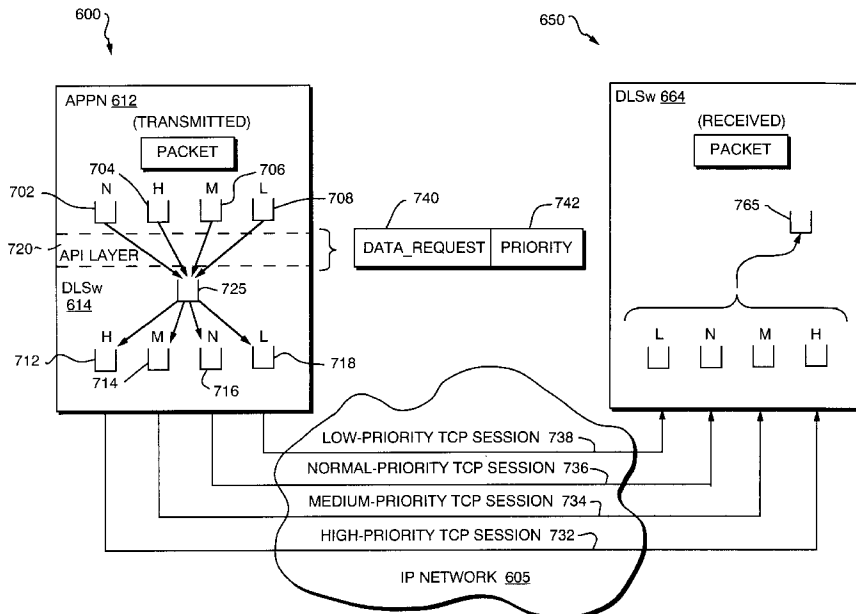 600
650
APPN 612
(TRANSMITTED)
PACKET
702
704
706
708
N H M L
720
API LAYER
740
742
DATA_REQUEST PRIORITY
DLSw
614
725
H M N L
712
714
716
718
DLSw 664
(RECEIVED)
PACKET
765
L N M H
LOW-PRIORITY TCP SESSION 738
NORMAL-PRIORITY TCP SESSION 736
MEDIUM-PRIORITY TCP SESSION 734
HIGH-PRIORITY TCP SESSION 732
IP NETWORK 605